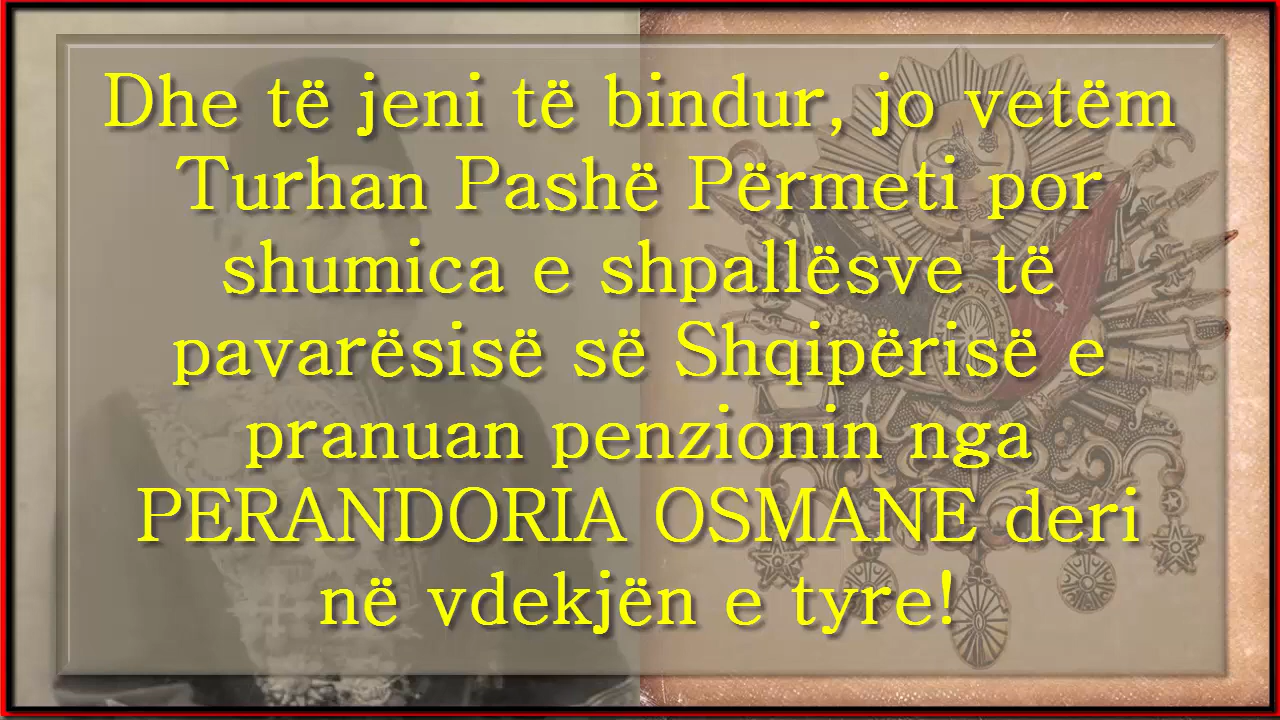 Dhe të jeni të bindur, jo vetëm
Turhan Pashë Përmeti por
shumica e shpallësve të
pavarësisë së Shqipërisë e
pranuan penzionin nga
PERANDORIA OSMANE deri
në vdekjën e tyre!